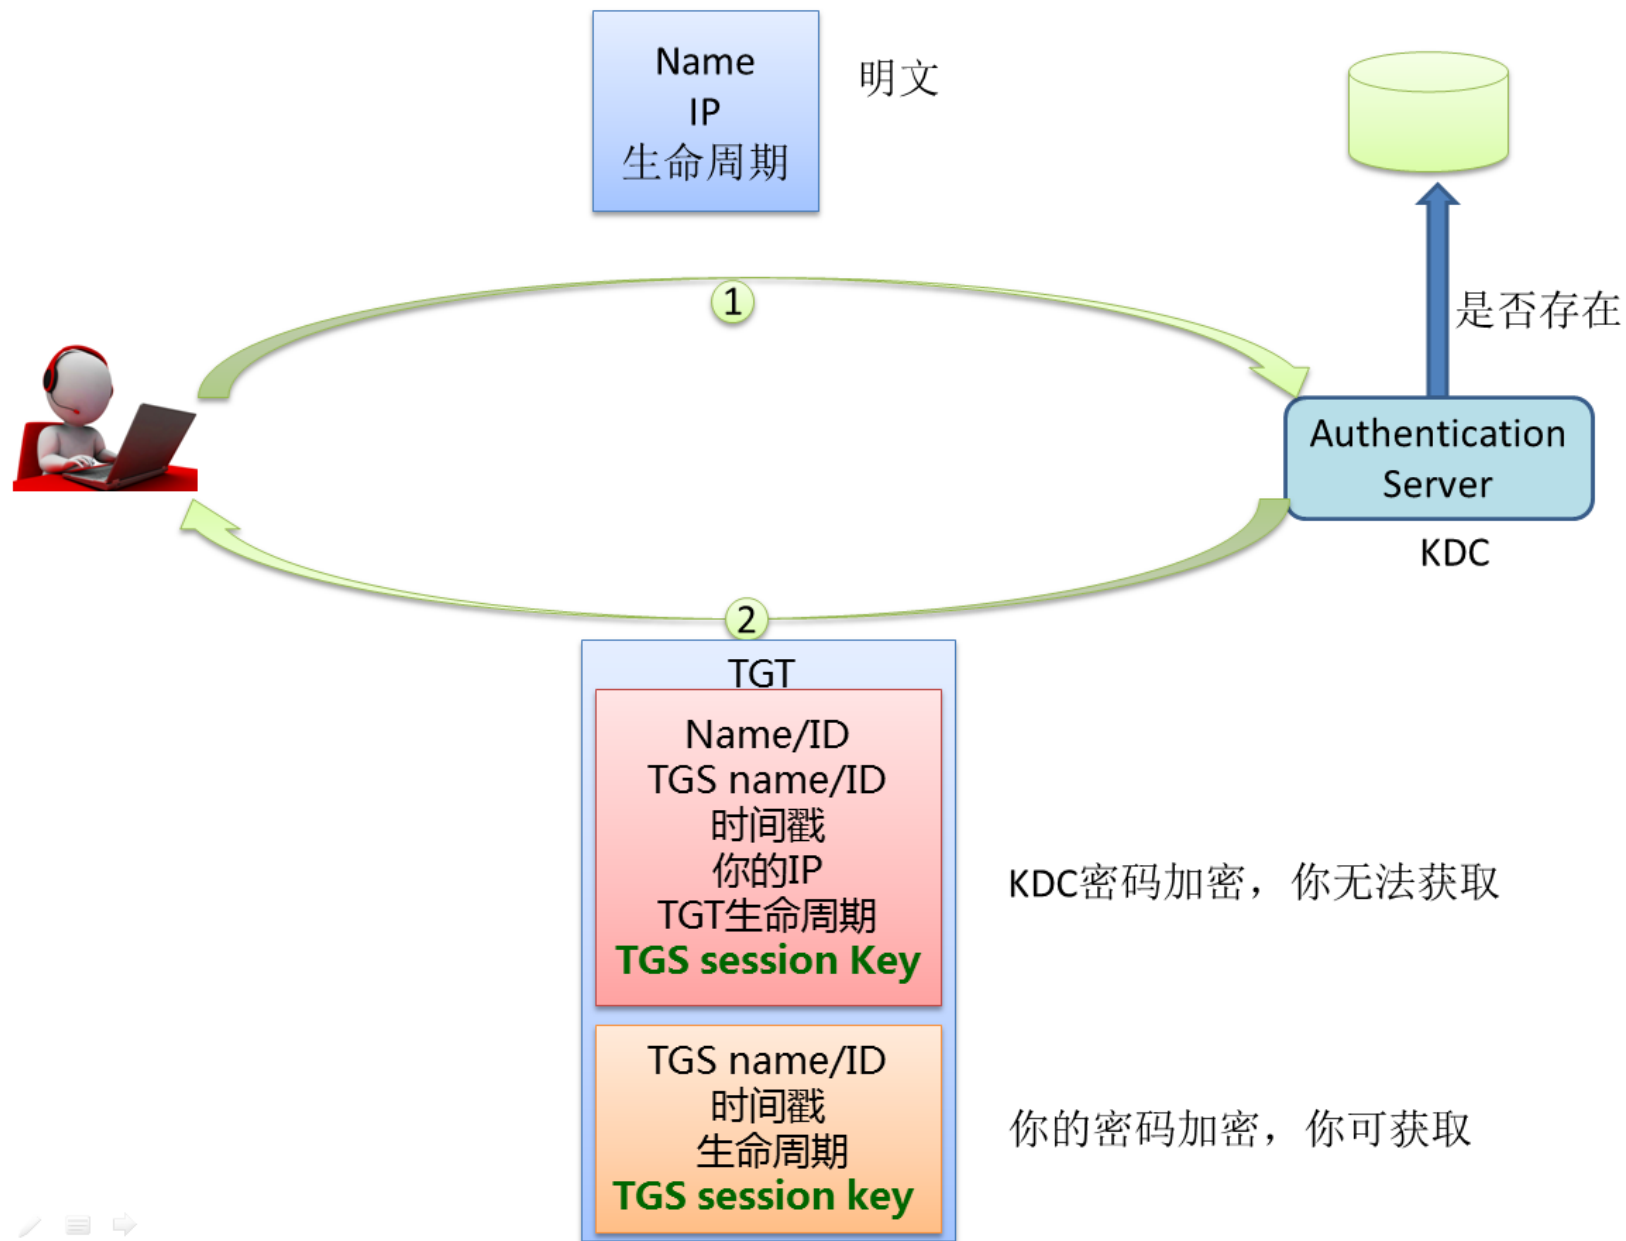 Name
IP
生命周期
明文
1
是否存在
Authentication
Server
KDC
2
TGT
Name/ID
TGS name/ID
时间戳
你的IP
TGT生命周期
TGS session Key
KDC密码加密，你无法获取
TGS name/ID
时间戳
生命周期
TGS session key
你的密码加密，你可获取